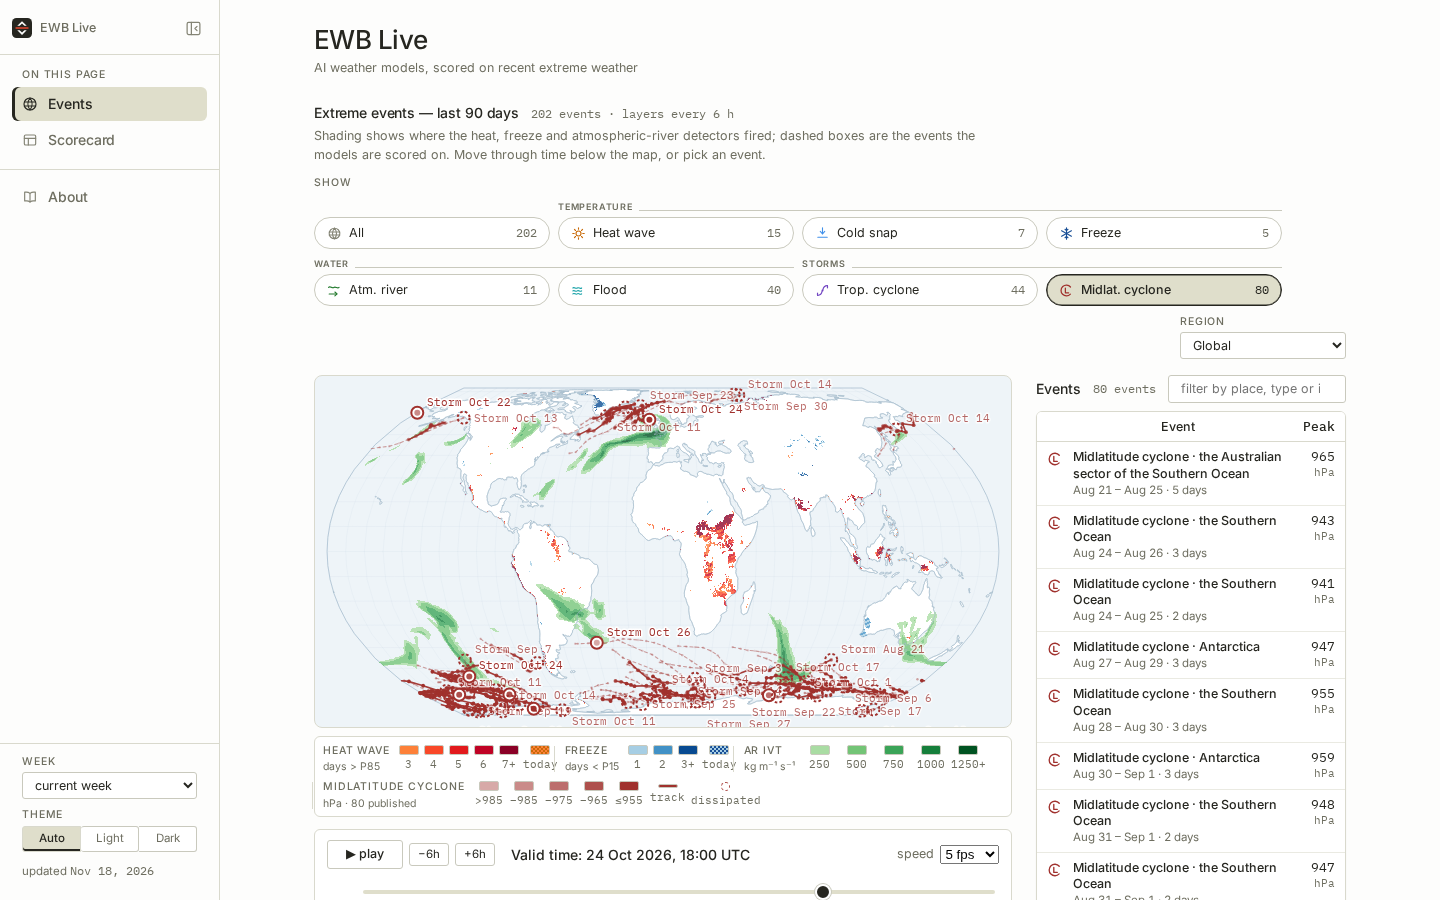 EWB Live
ON THIS PAGE
Events
Scorecard
About
WEEK
current week
THEME
Auto Light Dark
updated Nov 18, 2026
EWB Live
AI weather models, scored on recent extreme weather
Extreme events — last 90 days 202 events · layers every 6 h
Shading shows where the heat, freeze and atmospheric-river detectors fired; dashed boxes are the events the
models are scored on. Move through time below the map, or pick an event.
SHOW
TEMPERATURE
All 202
Heat wave 15
Cold snap 7
Freeze 5
WATER
STORMS
Atm. river 11
Flood 40
Trop. cyclone 44
Midlat. cyclone 80
REGION
Global
Storm Oct 14
Storm Sep 23
Storm Oct 22
Storm Oct 24
Storm Sep 30
Storm Oct 13
Storm Oct 11
Storm Oct 14
Storm Oct 26
Storm Sep 7
Storm Aug 21
Storm Oct 24
Storm Oct 17
Storm Oct 11
Storm Oct 4
Storm Oct 1
Storm Oct 14
Storm Sep 6
Storm Sep 25
Storm Sep 22
Storm Sep 17
Storm Oct 11
Storm Sep 27
HEAT WAVE
days > P85
3 4 5 6 7+ today
FREEZE
days < P15
1 2 3+ today
AR IVT
kg m⁻¹ s⁻¹
250 500 750 1000 1250+
MIDLATITUDE CYCLONE
hPa · 80 published
>985 −985 −975 −965 ≤955 track dissipated
▶ play −6h +6h Valid time: 24 Oct 2026, 18:00 UTC speed 5 fps
Events 80 events filter by place, type or i
Event Peak
Midlatitude cyclone · the Australian 965
sector of the Southern Ocean hPa
Aug 21 – Aug 25 · 5 days
Midlatitude cyclone · the Southern 943
Ocean hPa
Aug 24 – Aug 26 · 3 days
Midlatitude cyclone · the Southern 941
Ocean hPa
Aug 24 – Aug 25 · 2 days
Midlatitude cyclone · Antarctica 947
Aug 27 – Aug 29 · 3 days hPa
Midlatitude cyclone · the Southern 955
Ocean hPa
Aug 28 – Aug 30 · 3 days
Midlatitude cyclone · Antarctica 959
Aug 30 – Sep 1 · 3 days hPa
Midlatitude cyclone · the Southern 948
Ocean hPa
Aug 31 – Sep 1 · 2 days
Midlatitude cyclone · the Southern 947
Ocean hPa
Aug 31 – Sep 1 · 2 days